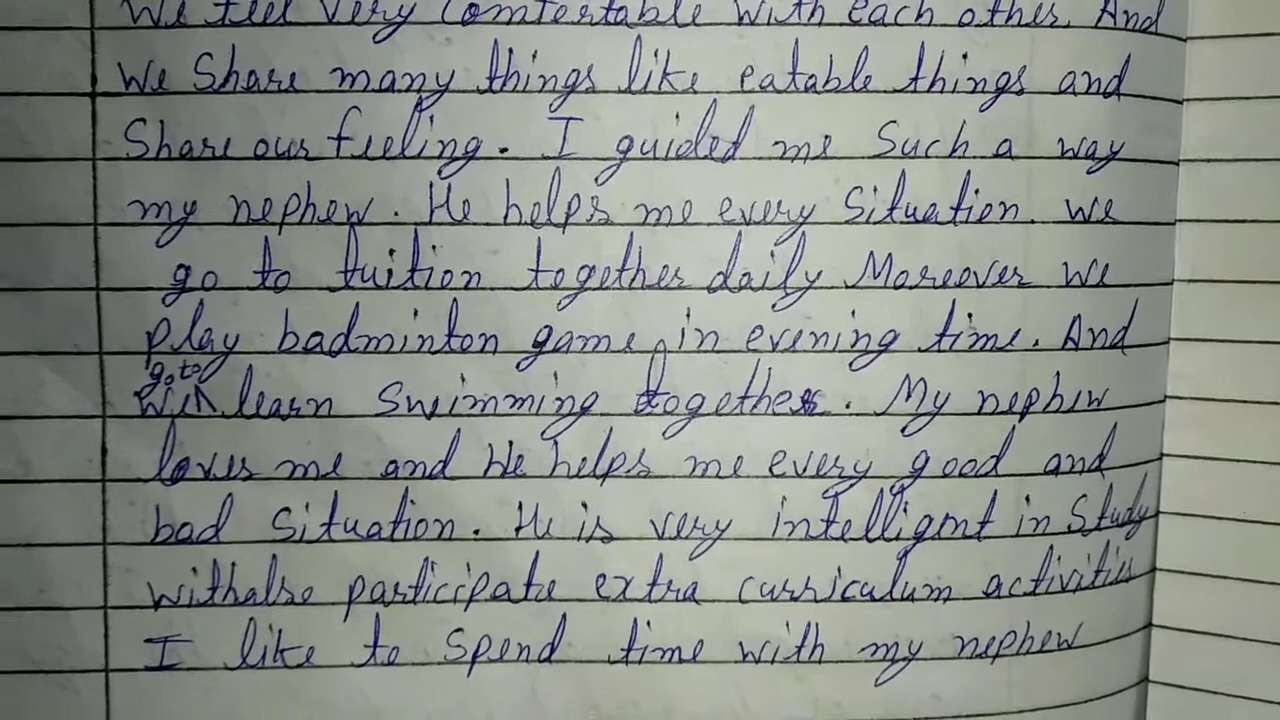 We feel very comfortable with each other. And
We Share many things like eatable things and
Share our feeling. I guided me Such a way
my nephew. He helps me every Situation. We
go to tuition together daily Moreover we
play badminton game in evening time. And
go to
learn Swimming together. My nephew
loves me and He helps me every good and
bad Situation. He is very intelligent in Study
withalso participate extra curriculum activities
I like to Spend time with my nephew